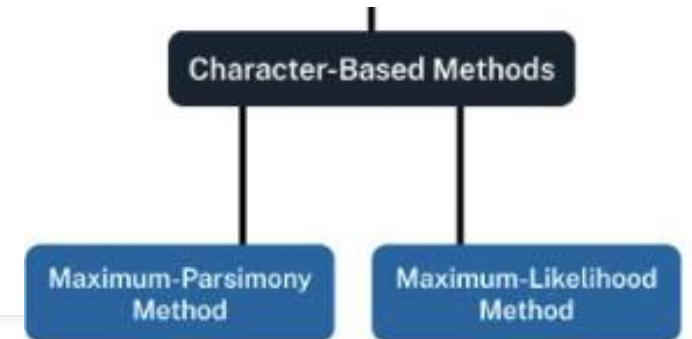 Character-Based Methods
Maximum-Parsimony
Method
Maximum-Likelihood
Method